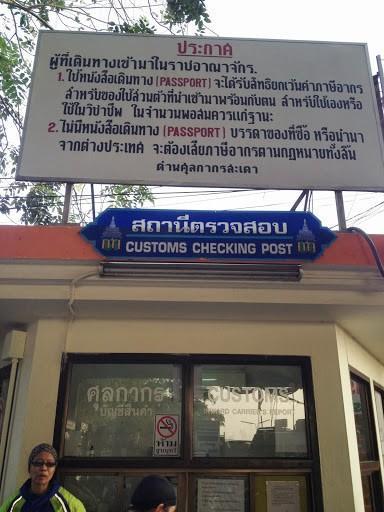 ประกาศ
ผู้ที่เดินทางเข้ามาในราชอาณาจักร.
1. ใช้หนังสือเดินทาง (PASSPORT) จะได้รับสิทธิยกเว้นค่าภาษีอากร
สำหรับของใช้ส่วนตัวที่นำเข้ามาพร้อมกับตน สำหรับใช้เองหรือ
ใช้ในวิชาชีพ ในจำนวนพอสมควรแก่ฐานะ
2. ไม่มีหนังสือเดินทาง (PASSPORT) บรรดาของที่ซื้อ หรือนำมา
จากต่างประเทศ จะต้องเสียภาษีอากรตามกฎหมายทั้งสิ้น
ด่านศุลกากรสะเดา
สถานีตรวจสอบ
CUSTOMS CHECKING POST
ศุลกากร CUSTOMS
บัญชีสินค้า INWARD CARRIER'S REPORT
ห้าม
สูบบุหรี่